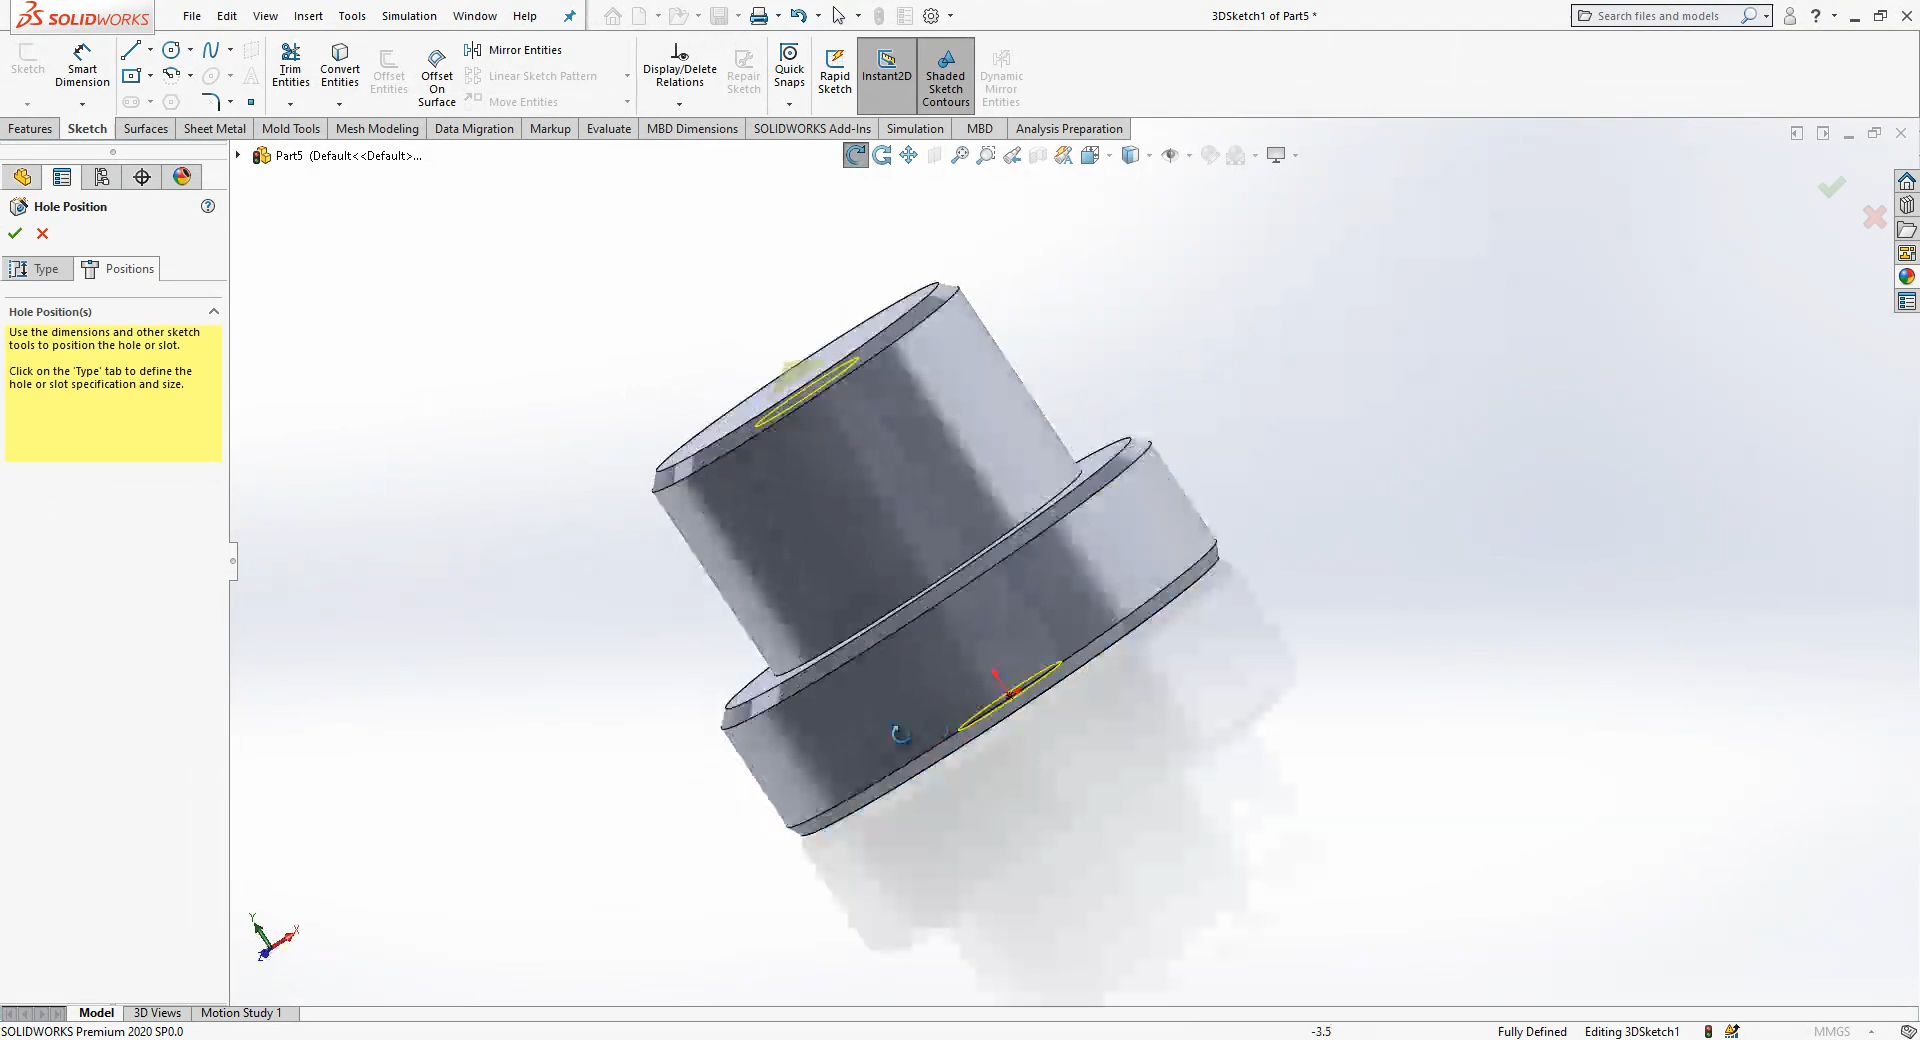 SOLIDWORKS
File Edit View Insert Tools Simulation Window Help
3DSketch1 of Part5 *
Search files and models
?
Sketch
Smart Dimension
Trim Entities
Convert Entities
Offset Entities
Offset On Surface
Mirror Entities
Linear Sketch Pattern
Move Entities
Display/Delete Relations
Repair Sketch
Quick Snaps
Rapid Sketch
Instant2D
Shaded Sketch Contours
Dynamic Mirror Entities
Features Sketch Surfaces Sheet Metal Mold Tools Mesh Modeling Data Migration Markup Evaluate MBD Dimensions SOLIDWORKS Add-Ins Simulation MBD Analysis Preparation
Part5 (Default<<Default>...
Hole Position
?
Type Positions
Hole Position(s)
Use the dimensions and other sketch
tools to position the hole or slot.
Click on the 'Type' tab to define the
hole or slot specification and size.
Y
X
Z
Model 3D Views Motion Study 1
SOLIDWORKS Premium 2020 SP0.0
-3.5 Fully Defined Editing 3DSketch1 MMGS